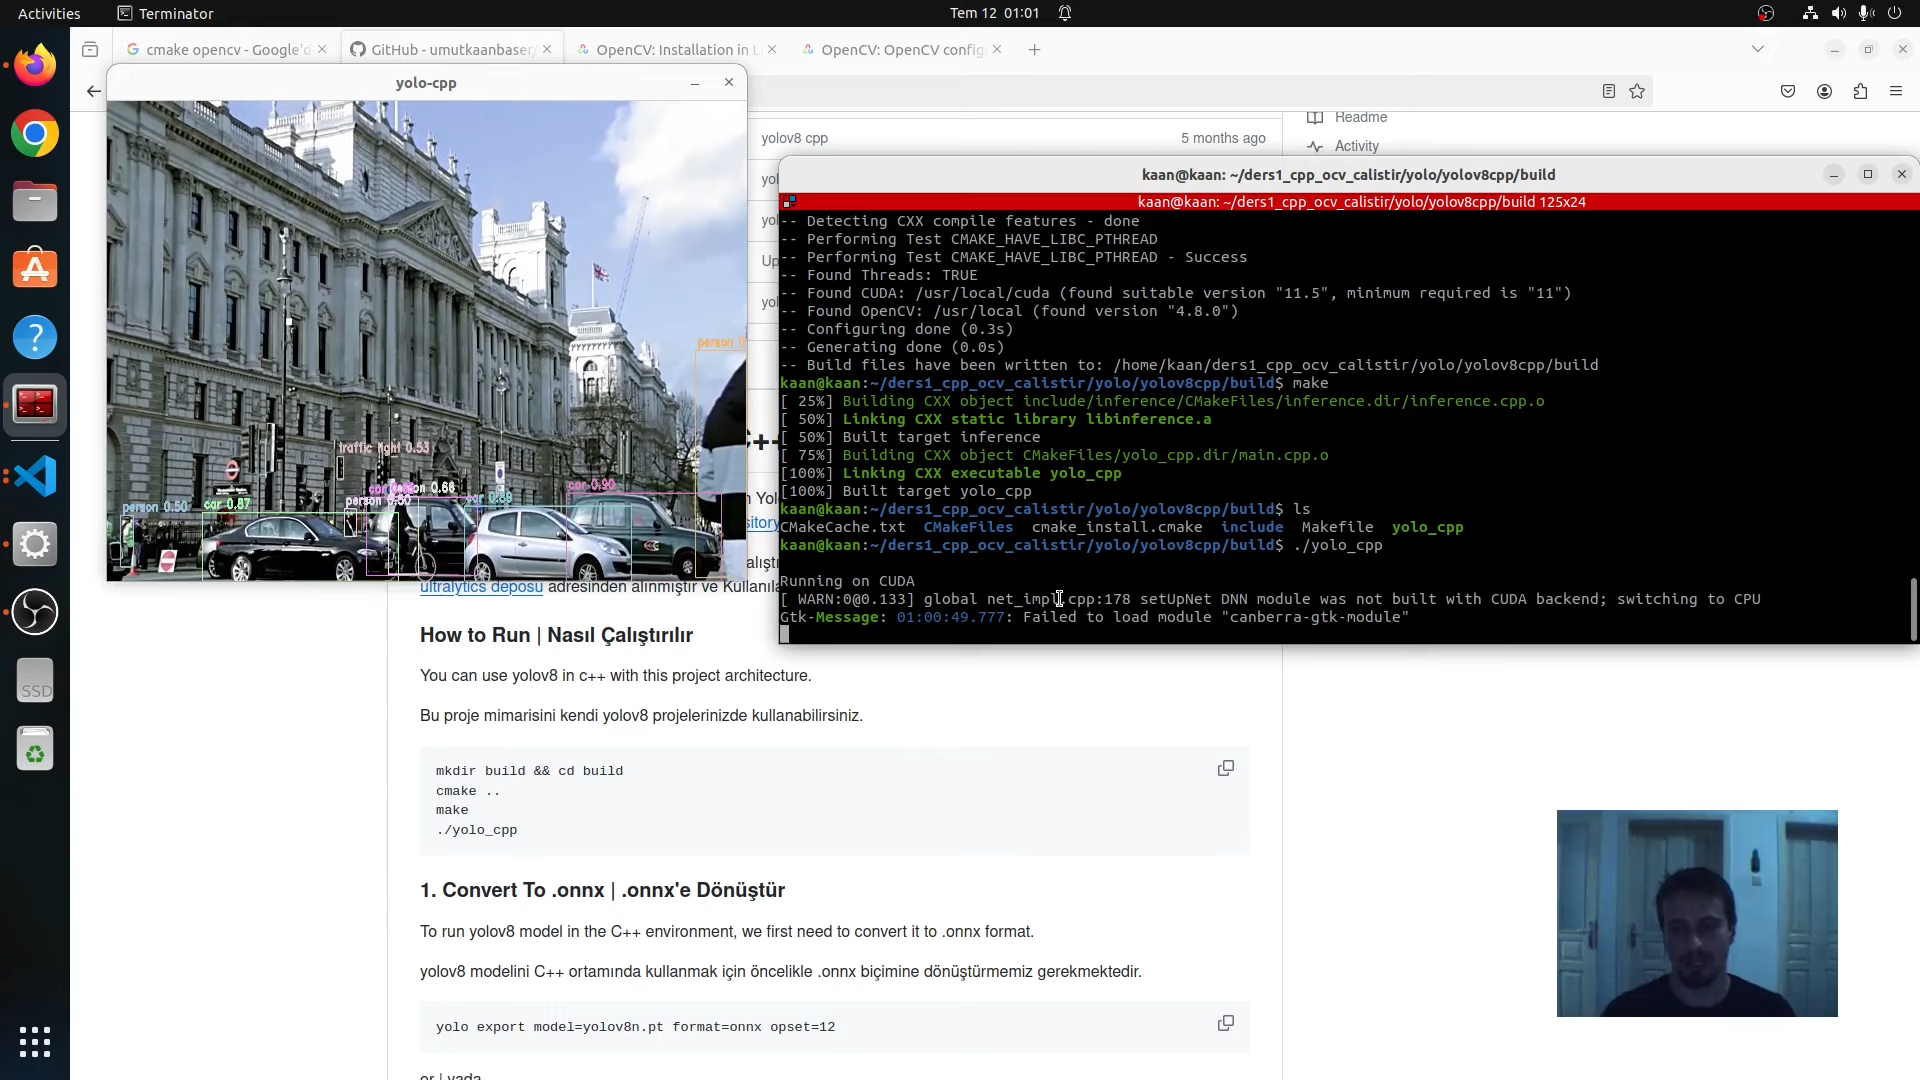 Activities
Terminator
Tem 12 01:01
cmake opencv - Google'd
GitHub - umutkaanbaser/
OpenCV: Installation in Li
OpenCV: OpenCV config
yolo-cpp
person 0
traffic light 0.53
person 0.66
person 0.60
person 0.50
car 0.87
car 0.90
yolov8 cpp
5 months ago
Readme
Activity
kaan@kaan: ~/ders1_cpp_ocv_calistir/yolo/yolov8cpp/build
kaan@kaan: ~/ders1_cpp_ocv_calistir/yolo/yolov8cpp/build 125x24
-- Detecting CXX compile features - done
-- Performing Test CMAKE_HAVE_LIBC_PTHREAD
-- Performing Test CMAKE_HAVE_LIBC_PTHREAD - Success
-- Found Threads: TRUE
-- Found CUDA: /usr/local/cuda (found suitable version "11.5", minimum required is "11")
-- Found OpenCV: /usr/local (found version "4.8.0")
-- Configuring done (0.3s)
-- Generating done (0.0s)
-- Build files have been written to: /home/kaan/ders1_cpp_ocv_calistir/yolo/yolov8cpp/build
kaan@kaan:~/ders1_cpp_ocv_calistir/yolo/yolov8cpp/build$ make
[ 25%] Building CXX object include/inference/CMakeFiles/inference.dir/inference.cpp.o
[ 50%] Linking CXX static library libinference.a
[ 50%] Built target inference
[ 75%] Building CXX object CMakeFiles/yolo_cpp.dir/main.cpp.o
[100%] Linking CXX executable yolo_cpp
[100%] Built target yolo_cpp
kaan@kaan:~/ders1_cpp_ocv_calistir/yolo/yolov8cpp/build$ ls
CMakeCache.txt CMakeFiles cmake_install.cmake include Makefile yolo_cpp
kaan@kaan:~/ders1_cpp_ocv_calistir/yolo/yolov8cpp/build$ ./yolo_cpp
Running on CUDA
[ WARN:0@0.133] global net_impl.cpp:178 setUpNet DNN module was not built with CUDA backend; switching to CPU
Gtk-Message: 01:00:49.777: Failed to load module "canberra-gtk-module"
ultralytics deposu adresinden alınmıştır ve Kullanıla
How to Run | Nasıl Çalıştırılır
You can use yolov8 in c++ with this project architecture.
Bu proje mimarisini kendi yolov8 projelerinizde kullanabilirsiniz.
mkdir build && cd build
cmake ..
make
./yolo_cpp
1. Convert To .onnx | .onnx'e Dönüştür
To run yolov8 model in the C++ environment, we first need to convert it to .onnx format.
yolov8 modelini C++ ortamında kullanmak için öncelikle .onnx biçimine dönüştürmemiz gerekmektedir.
yolo export model=yolov8n.pt format=onnx opset=12
or | yada
SSD